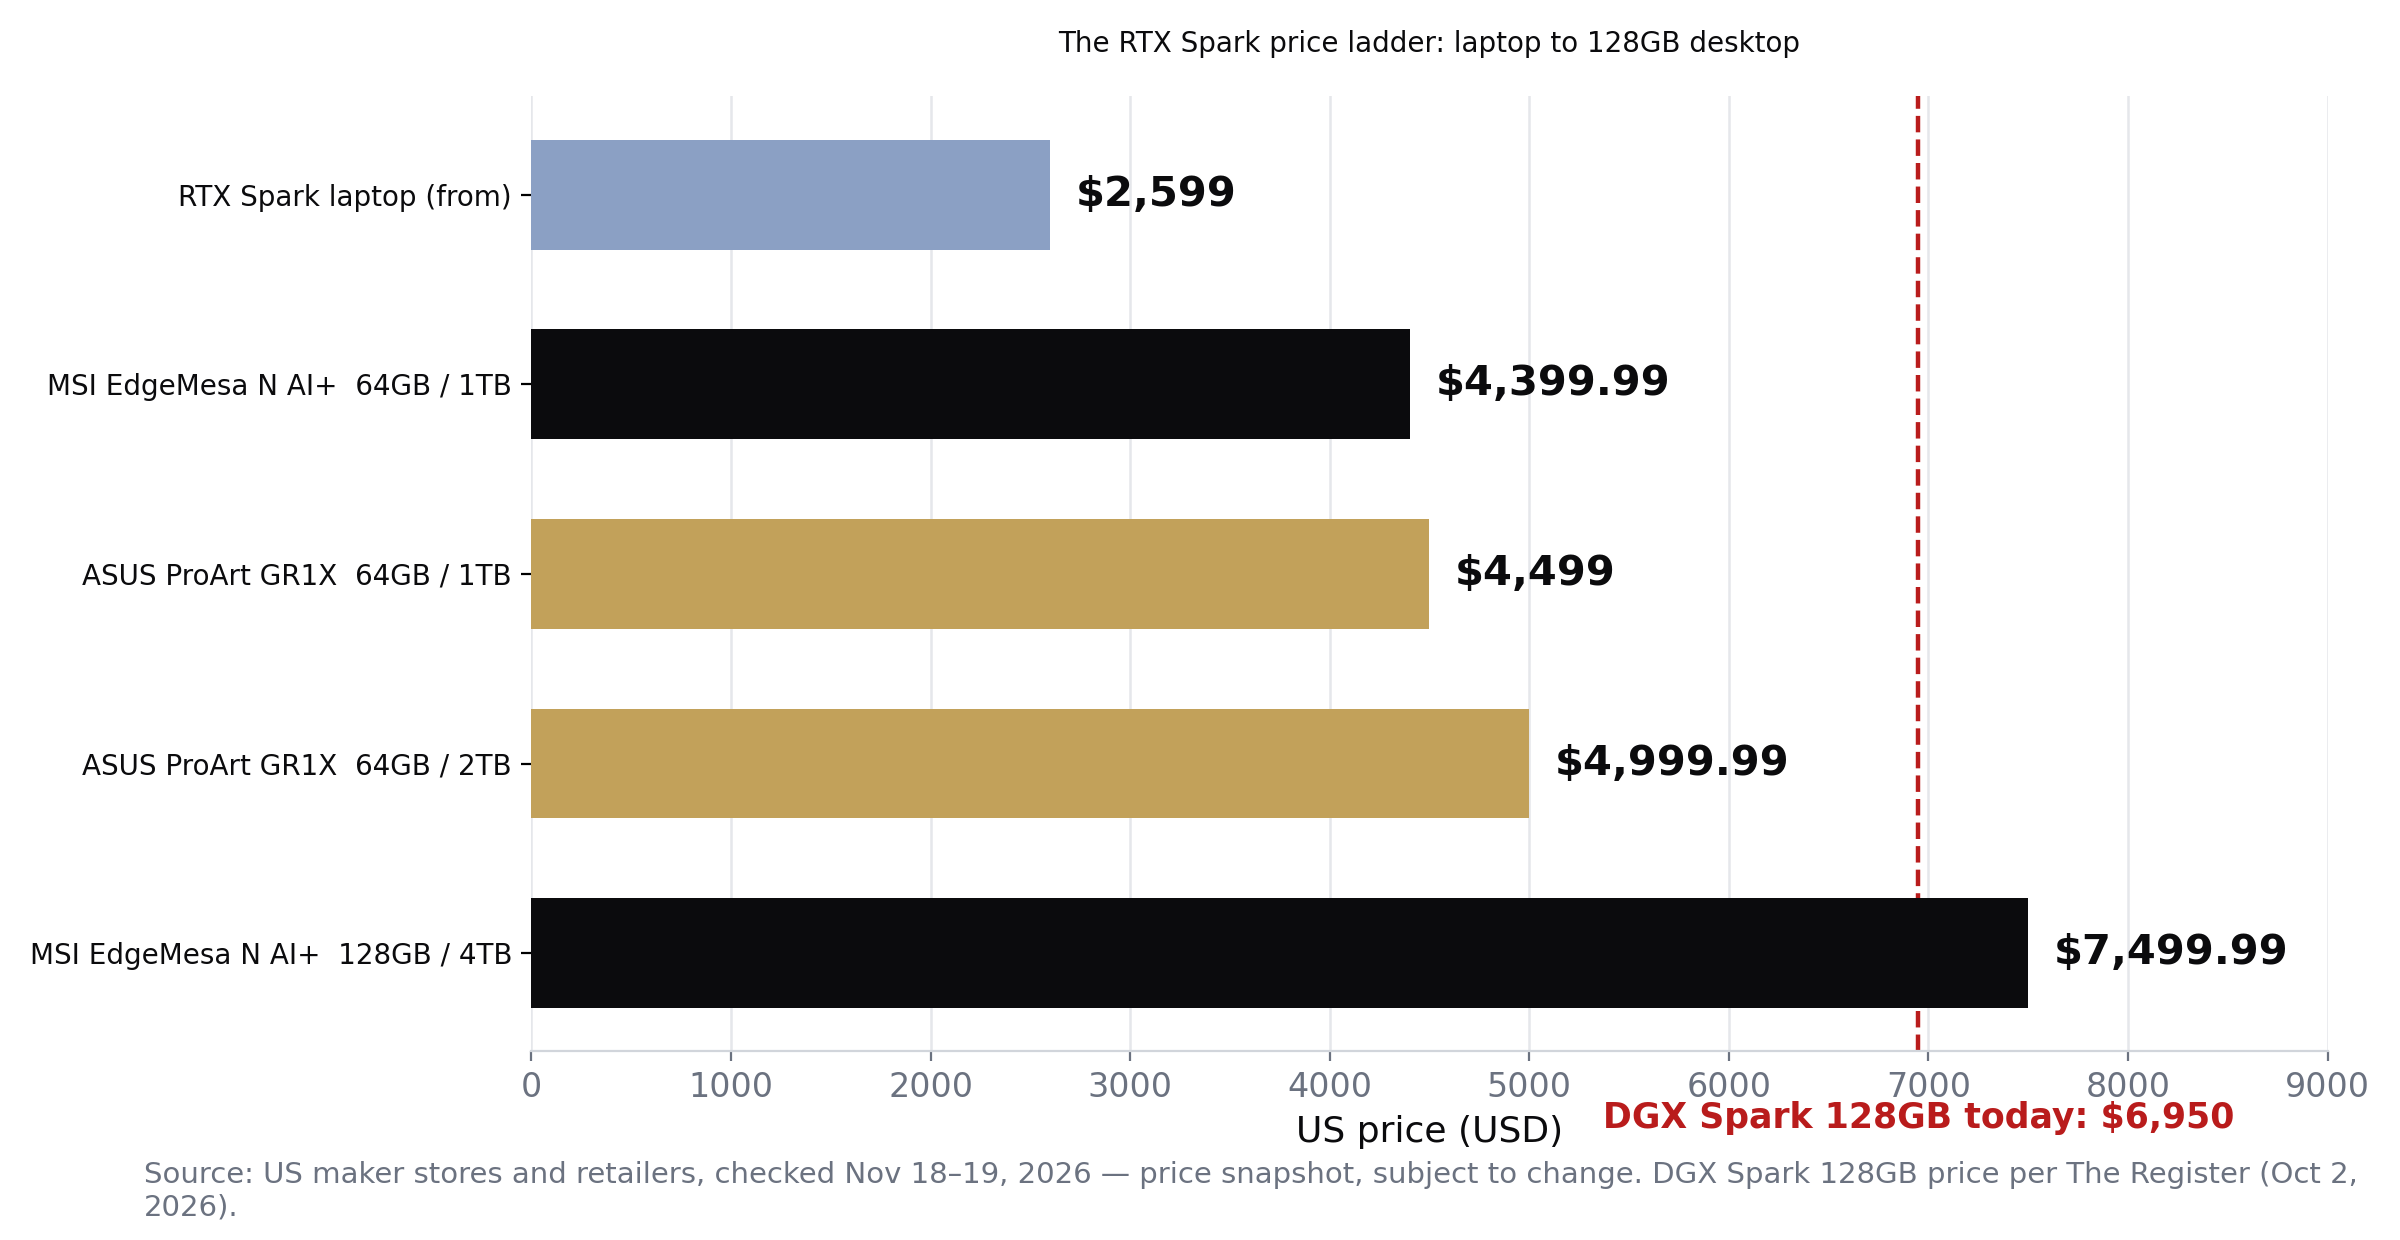 The RTX Spark price ladder: laptop to 128GB desktop
RTX Spark laptop (from)
$2,599
MSI EdgeMesa N AI+  64GB / 1TB
$4,399.99
ASUS ProArt GR1X  64GB / 1TB
$4,499
ASUS ProArt GR1X  64GB / 2TB
$4,999.99
MSI EdgeMesa N AI+  128GB / 4TB
$7,499.99
0 1000 2000 3000 4000 5000 6000 7000 8000 9000
DGX Spark 128GB today: $6,950
US price (USD)
Source: US maker stores and retailers, checked Nov 18–19, 2026 — price snapshot, subject to change. DGX Spark 128GB price per The Register (Oct 2,
2026).